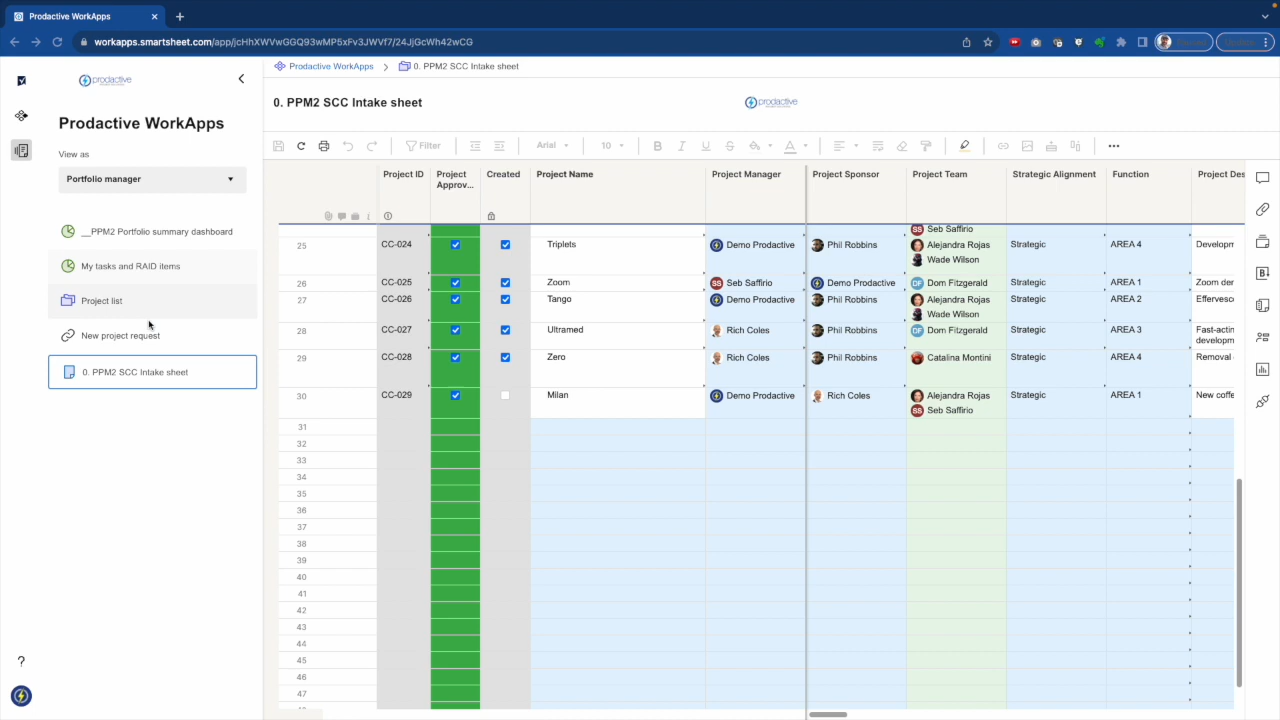 Prodactive WorkApps
workapps.smartsheet.com/app/jcHhXWVwGGQ93wMP5xFv3JWVf7/24JjGcWh42wCG
prodactive
Prodactive WorkApps
View as
Portfolio manager
__PPM2 Portfolio summary dashboard
My tasks and RAID items
Project list
New project request
0. PPM2 SCC Intake sheet
?
Prodactive WorkApps > 0. PPM2 SCC Intake sheet
0. PPM2 SCC Intake sheet
prodactive
Filter Arial 10 B I U S A
Project ID Project Approv... Created Project Name Project Manager Project Sponsor Project Team Strategic Alignment Function Project Des
SS Seb Saffirio
25 CC-024 Triplets Demo Prodactive Phil Robbins Alejandra Rojas Strategic AREA 4 Developm
Wade Wilson
26 CC-025 Zoom SS Seb Saffirio Demo Prodactive DF Dom Fitzgerald Strategic AREA 1 Zoom der
27 CC-026 Tango Demo Prodactive Phil Robbins Alejandra Rojas Strategic AREA 2 Effervesc
Wade Wilson
28 CC-027 Ultramed Rich Coles Phil Robbins DF Dom Fitzgerald Strategic AREA 3 Fast-actin
developm
29 CC-028 Zero Rich Coles Phil Robbins Catalina Montini Strategic AREA 4 Removal
30 CC-029 Milan Demo Prodactive Rich Coles Alejandra Rojas Strategic AREA 1 New coffe
SS Seb Saffirio
31
32
33
34
35
36
37
38
39
40
41
42
43
44
45
46
47